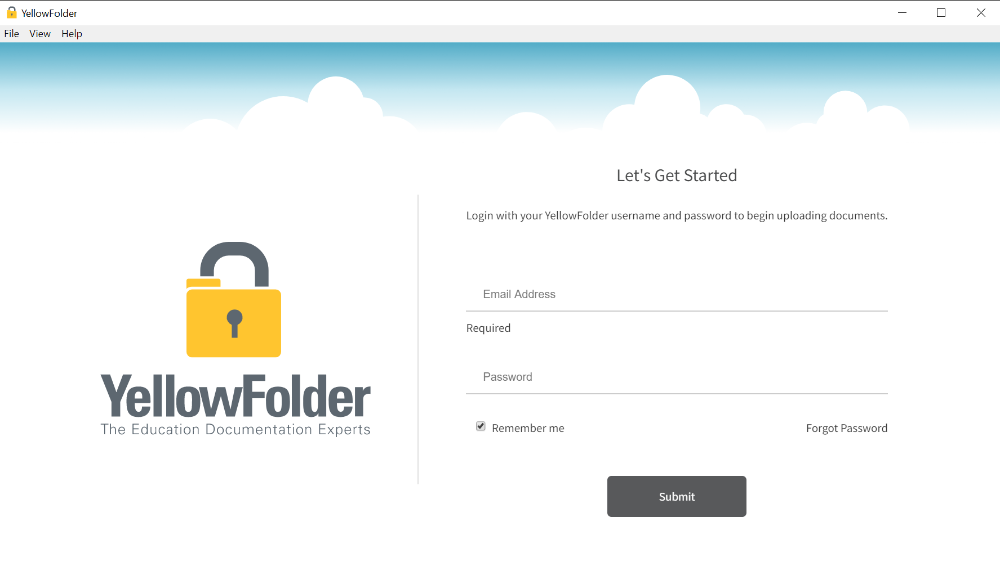 YellowFolder
File View Help
Let's Get Started
Login with your YellowFolder username and password to begin uploading documents.
Email Address
Required
Password
YellowFolder
The Education Documentation Experts
Remember me
Forgot Password
Submit